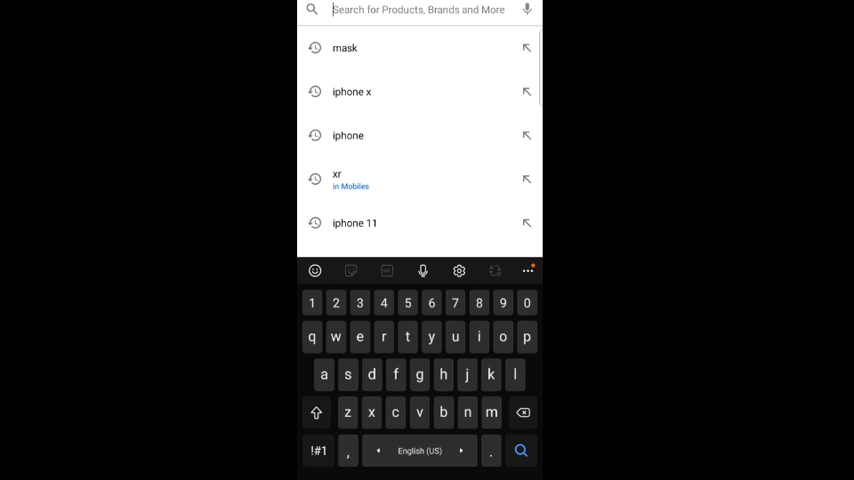 Search for Products, Brands and More
mask
iphone x
iphone
xr
in Mobiles
iphone 11
1 2 3 4 5 6 7 8 9 0
q w e r t y u i o p
a s d f g h j k l
z x c v b n m
!#1 , English (US) .